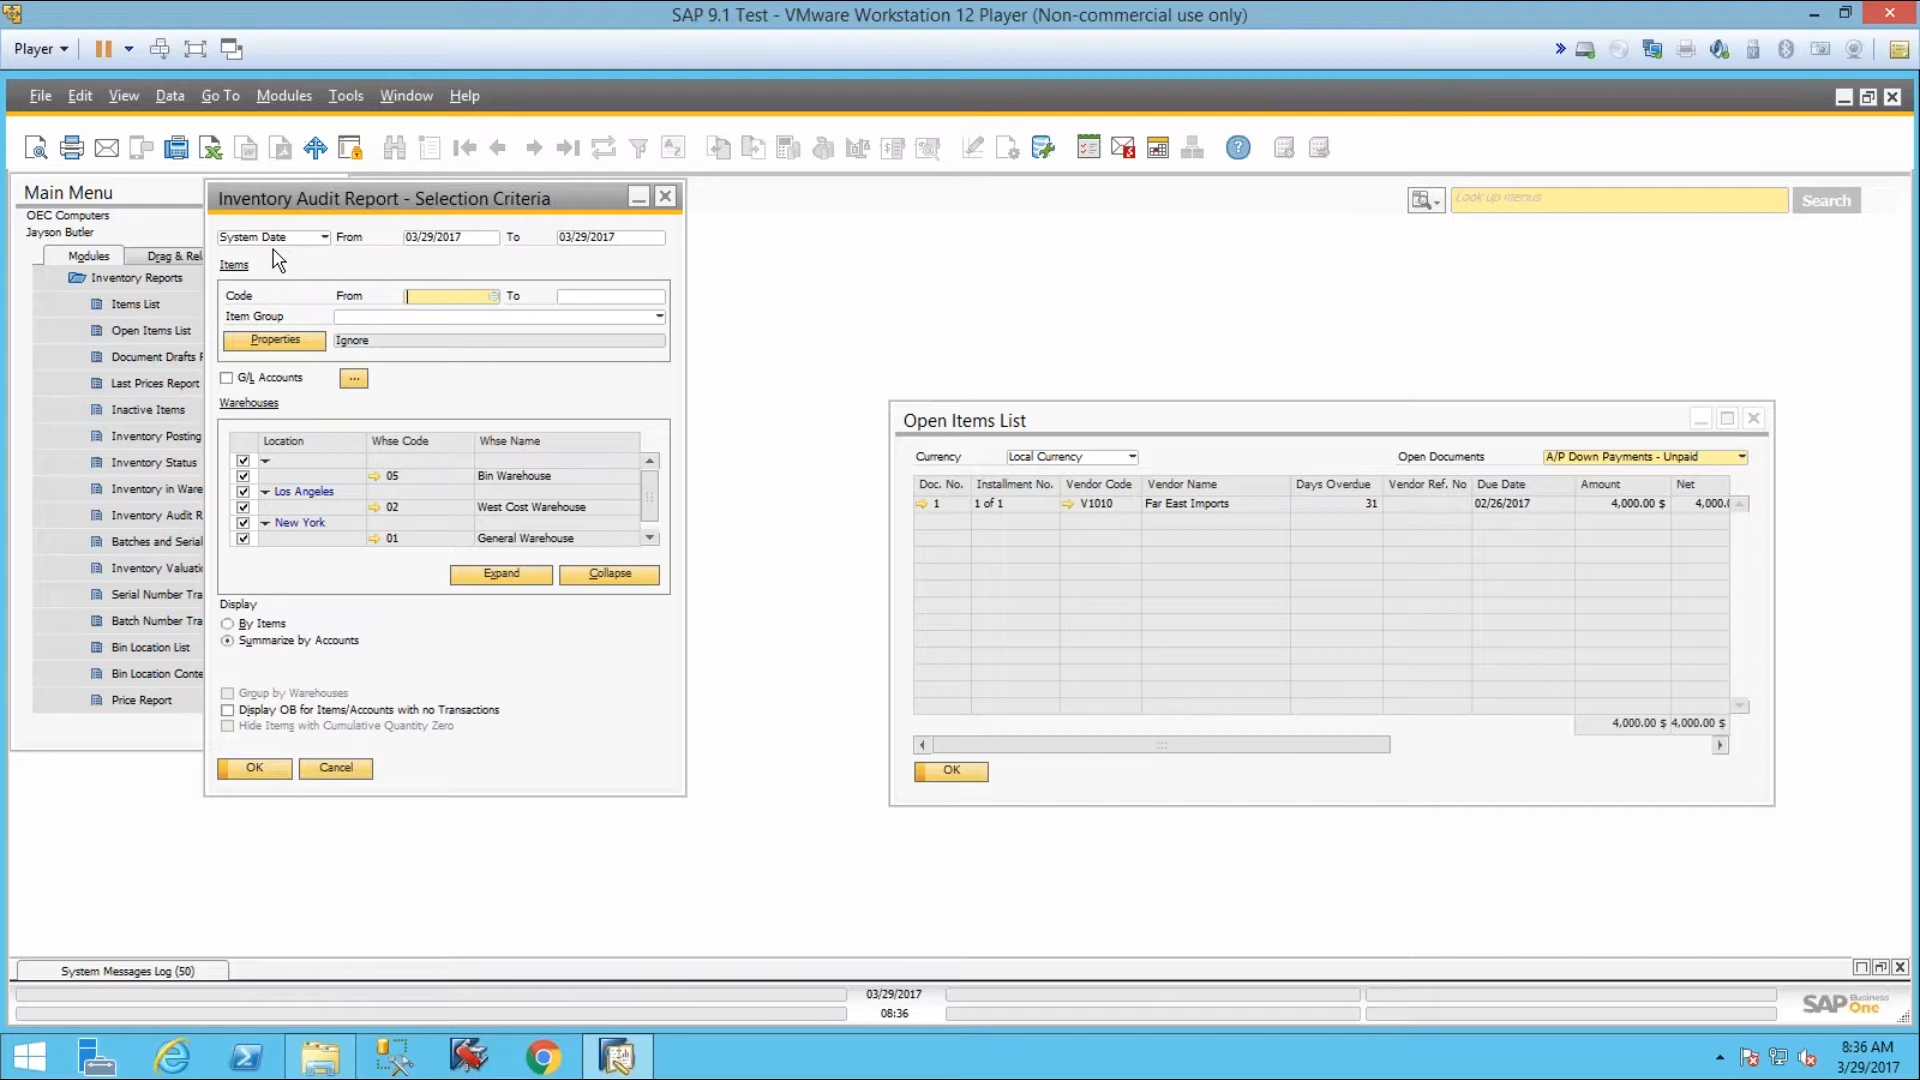 SAP 9.1 Test - VMware Workstation 12 Player (Non-commercial use only)
Player
File Edit View Data Go To Modules Tools Window Help
Main Menu
OEC Computers
Jayson Butler
Modules Drag & Rel
Inventory Reports
Items List
Open Items List
Document Drafts R
Last Prices Report
Inactive Items
Inventory Posting
Inventory Status
Inventory in Ware
Inventory Audit R
Batches and Serial
Inventory Valuatio
Serial Number Tra
Batch Number Tra
Bin Location List
Bin Location Conte
Price Report
Look up menus Search
Inventory Audit Report - Selection Criteria
System Date From 03/29/2017 To 03/29/2017
Items
Code From To
Item Group
Properties Ignore
G/L Accounts ...
Warehouses
Location Whse Code Whse Name
05 Bin Warehouse
Los Angeles
02 West Cost Warehouse
New York
01 General Warehouse
Expand Collapse
Display
By Items
Summarize by Accounts
Group by Warehouses
Display OB for Items/Accounts with no Transactions
Hide Items with Cumulative Quantity Zero
OK Cancel
Open Items List
Currency Local Currency Open Documents A/P Down Payments - Unpaid
Doc. No. Installment No. Vendor Code Vendor Name Days Overdue Vendor Ref. No Due Date Amount Net
1 1 of 1 V1010 Far East Imports 31 02/26/2017 4,000.00 $ 4,000.0
4,000.00 $ 4,000.00 $
OK
System Messages Log (50)
03/29/2017
08:36
SAP Business One
8:36 AM
3/29/2017